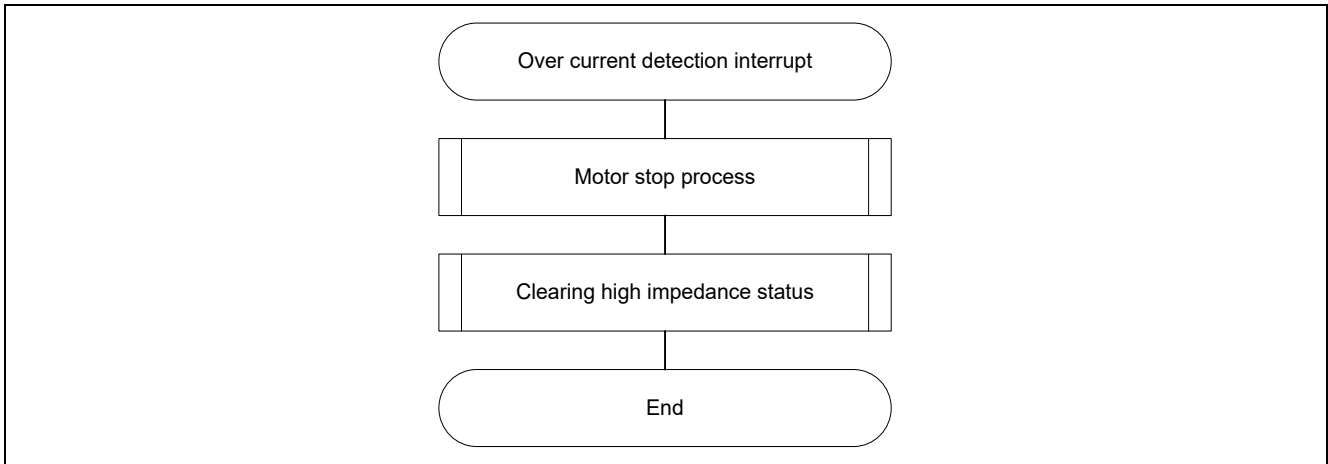 Over current detection interrupt
Motor stop process
Clearing high impedance status
End